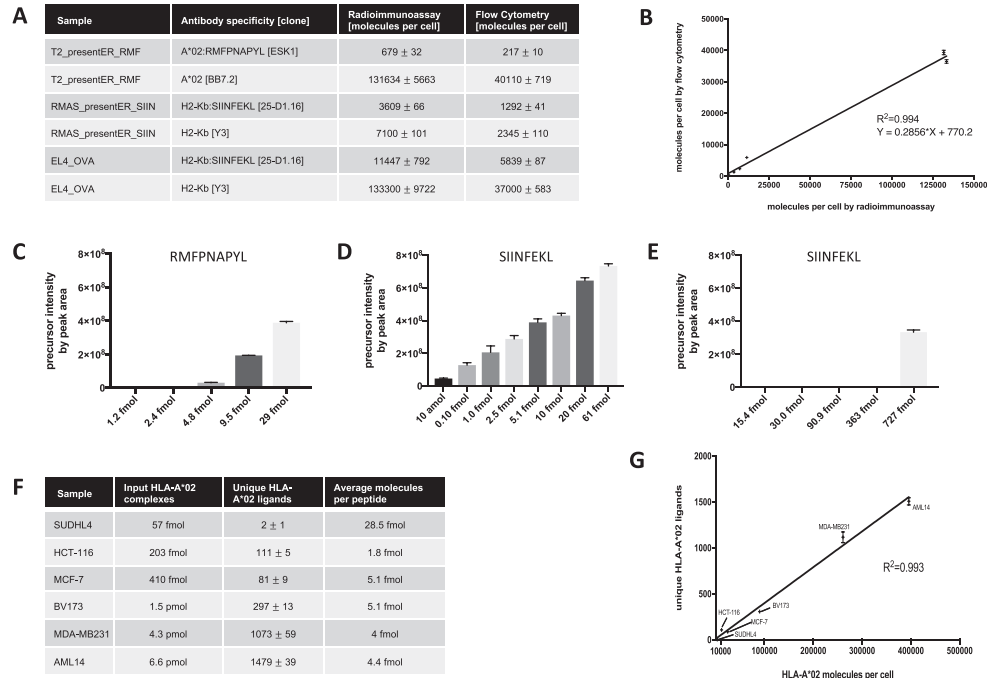 A
Sample Antibody specificity [clone] Radioimmunoassay [molecules per cell] Flow Cytometry [molecules per cell]
T2_presentER_RMF A*02:RMFPNAPYL [ESK1] 679 ± 32 217 ± 10
T2_presentER_RMF A*02 [BB7.2] 131634 ± 5663 40110 ± 719
RMAS_presentER_SIIN H2-Kb:SIINFEKL [25-D1.16] 3609 ± 66 1292 ± 41
RMAS_presentER_SIIN H2-Kb [Y3] 7100 ± 101 2345 ± 110
EL4_OVA H2-Kb:SIINFEKL [25-D1.16] 11447 ± 792 5839 ± 87
EL4_OVA H2-Kb [Y3] 133300 ± 9722 37000 ± 583
B
molecules per cell by flow cytometry
50000
40000
30000
20000
10000
0
R²=0.994
Y = 0.2856*X + 770.2
0 25000 50000 75000 100000 125000 150000
molecules per cell by radioimmunoassay
C
RMFPNAPYL
precursor intensity
by peak area
8×10⁸
6×10⁸
4×10⁸
2×10⁸
0
1.2 fmol 2.4 fmol 4.8 fmol 9.5 fmol 29 fmol
D
SIINFEKL
precursor intensity
by peak area
8×10⁸
6×10⁸
4×10⁸
2×10⁸
0
10 amol 0.10 fmol 1.0 fmol 2.5 fmol 5.1 fmol 10 fmol 20 fmol 61 fmol
E
SIINFEKL
precursor intensity
by peak area
8×10⁸
6×10⁸
4×10⁸
2×10⁸
0
15.4 fmol 30.0 fmol 90.9 fmol 363 fmol 727 fmol
F
Sample Input HLA-A*02 complexes Unique HLA-A*02 ligands Average molecules per peptide
SUDHL4 57 fmol 2 ± 1 28.5 fmol
HCT-116 203 fmol 111 ± 5 1.8 fmol
MCF-7 410 fmol 81 ± 9 5.1 fmol
BV173 1.5 pmol 297 ± 13 5.1 fmol
MDA-MB231 4.3 pmol 1073 ± 59 4 fmol
AML14 6.6 pmol 1479 ± 39 4.4 fmol
G
unique HLA-A*02 ligands
2000
1500
1000
500
0
MDA-MB231
AML14
R²=0.993
HCT-116
BV173
MCF-7
SUDHL4
10000 100000 200000 300000 400000 500000
HLA-A*02 molecules per cell